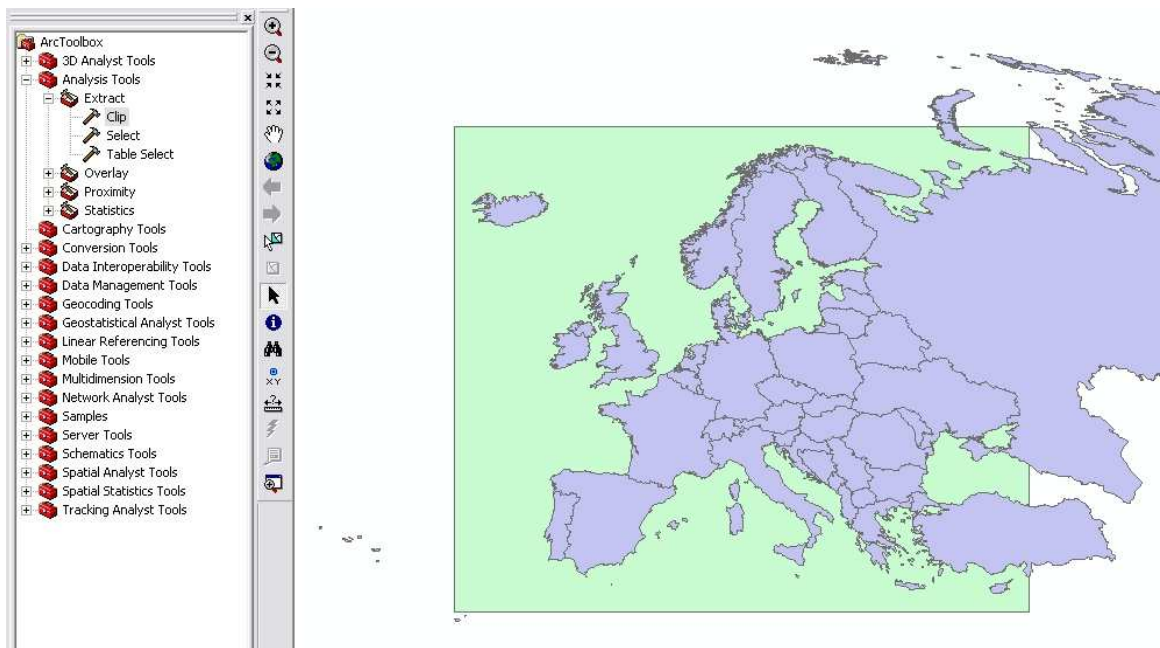 ArcToolbox
3D Analyst Tools
Analysis Tools
Extract
Clip
Select
Table Select
Overlay
Proximity
Statistics
Cartography Tools
Conversion Tools
Data Interoperability Tools
Data Management Tools
Geocoding Tools
Geostatistical Analyst Tools
Linear Referencing Tools
Mobile Tools
Multidimension Tools
Network Analyst Tools
Samples
Server Tools
Schematics Tools
Spatial Analyst Tools
Spatial Statistics Tools
Tracking Analyst Tools
XY